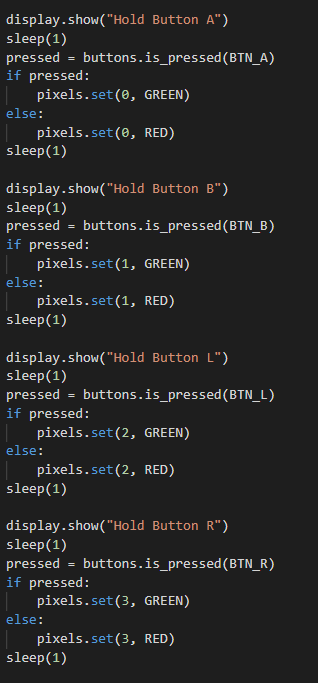 display.show("Hold Button A")
sleep(1)
pressed = buttons.is_pressed(BTN_A)
if pressed:
    pixels.set(0, GREEN)
else:
    pixels.set(0, RED)
sleep(1)

display.show("Hold Button B")
sleep(1)
pressed = buttons.is_pressed(BTN_B)
if pressed:
    pixels.set(1, GREEN)
else:
    pixels.set(1, RED)
sleep(1)

display.show("Hold Button L")
sleep(1)
pressed = buttons.is_pressed(BTN_L)
if pressed:
    pixels.set(2, GREEN)
else:
    pixels.set(2, RED)
sleep(1)

display.show("Hold Button R")
sleep(1)
pressed = buttons.is_pressed(BTN_R)
if pressed:
    pixels.set(3, GREEN)
else:
    pixels.set(3, RED)
sleep(1)